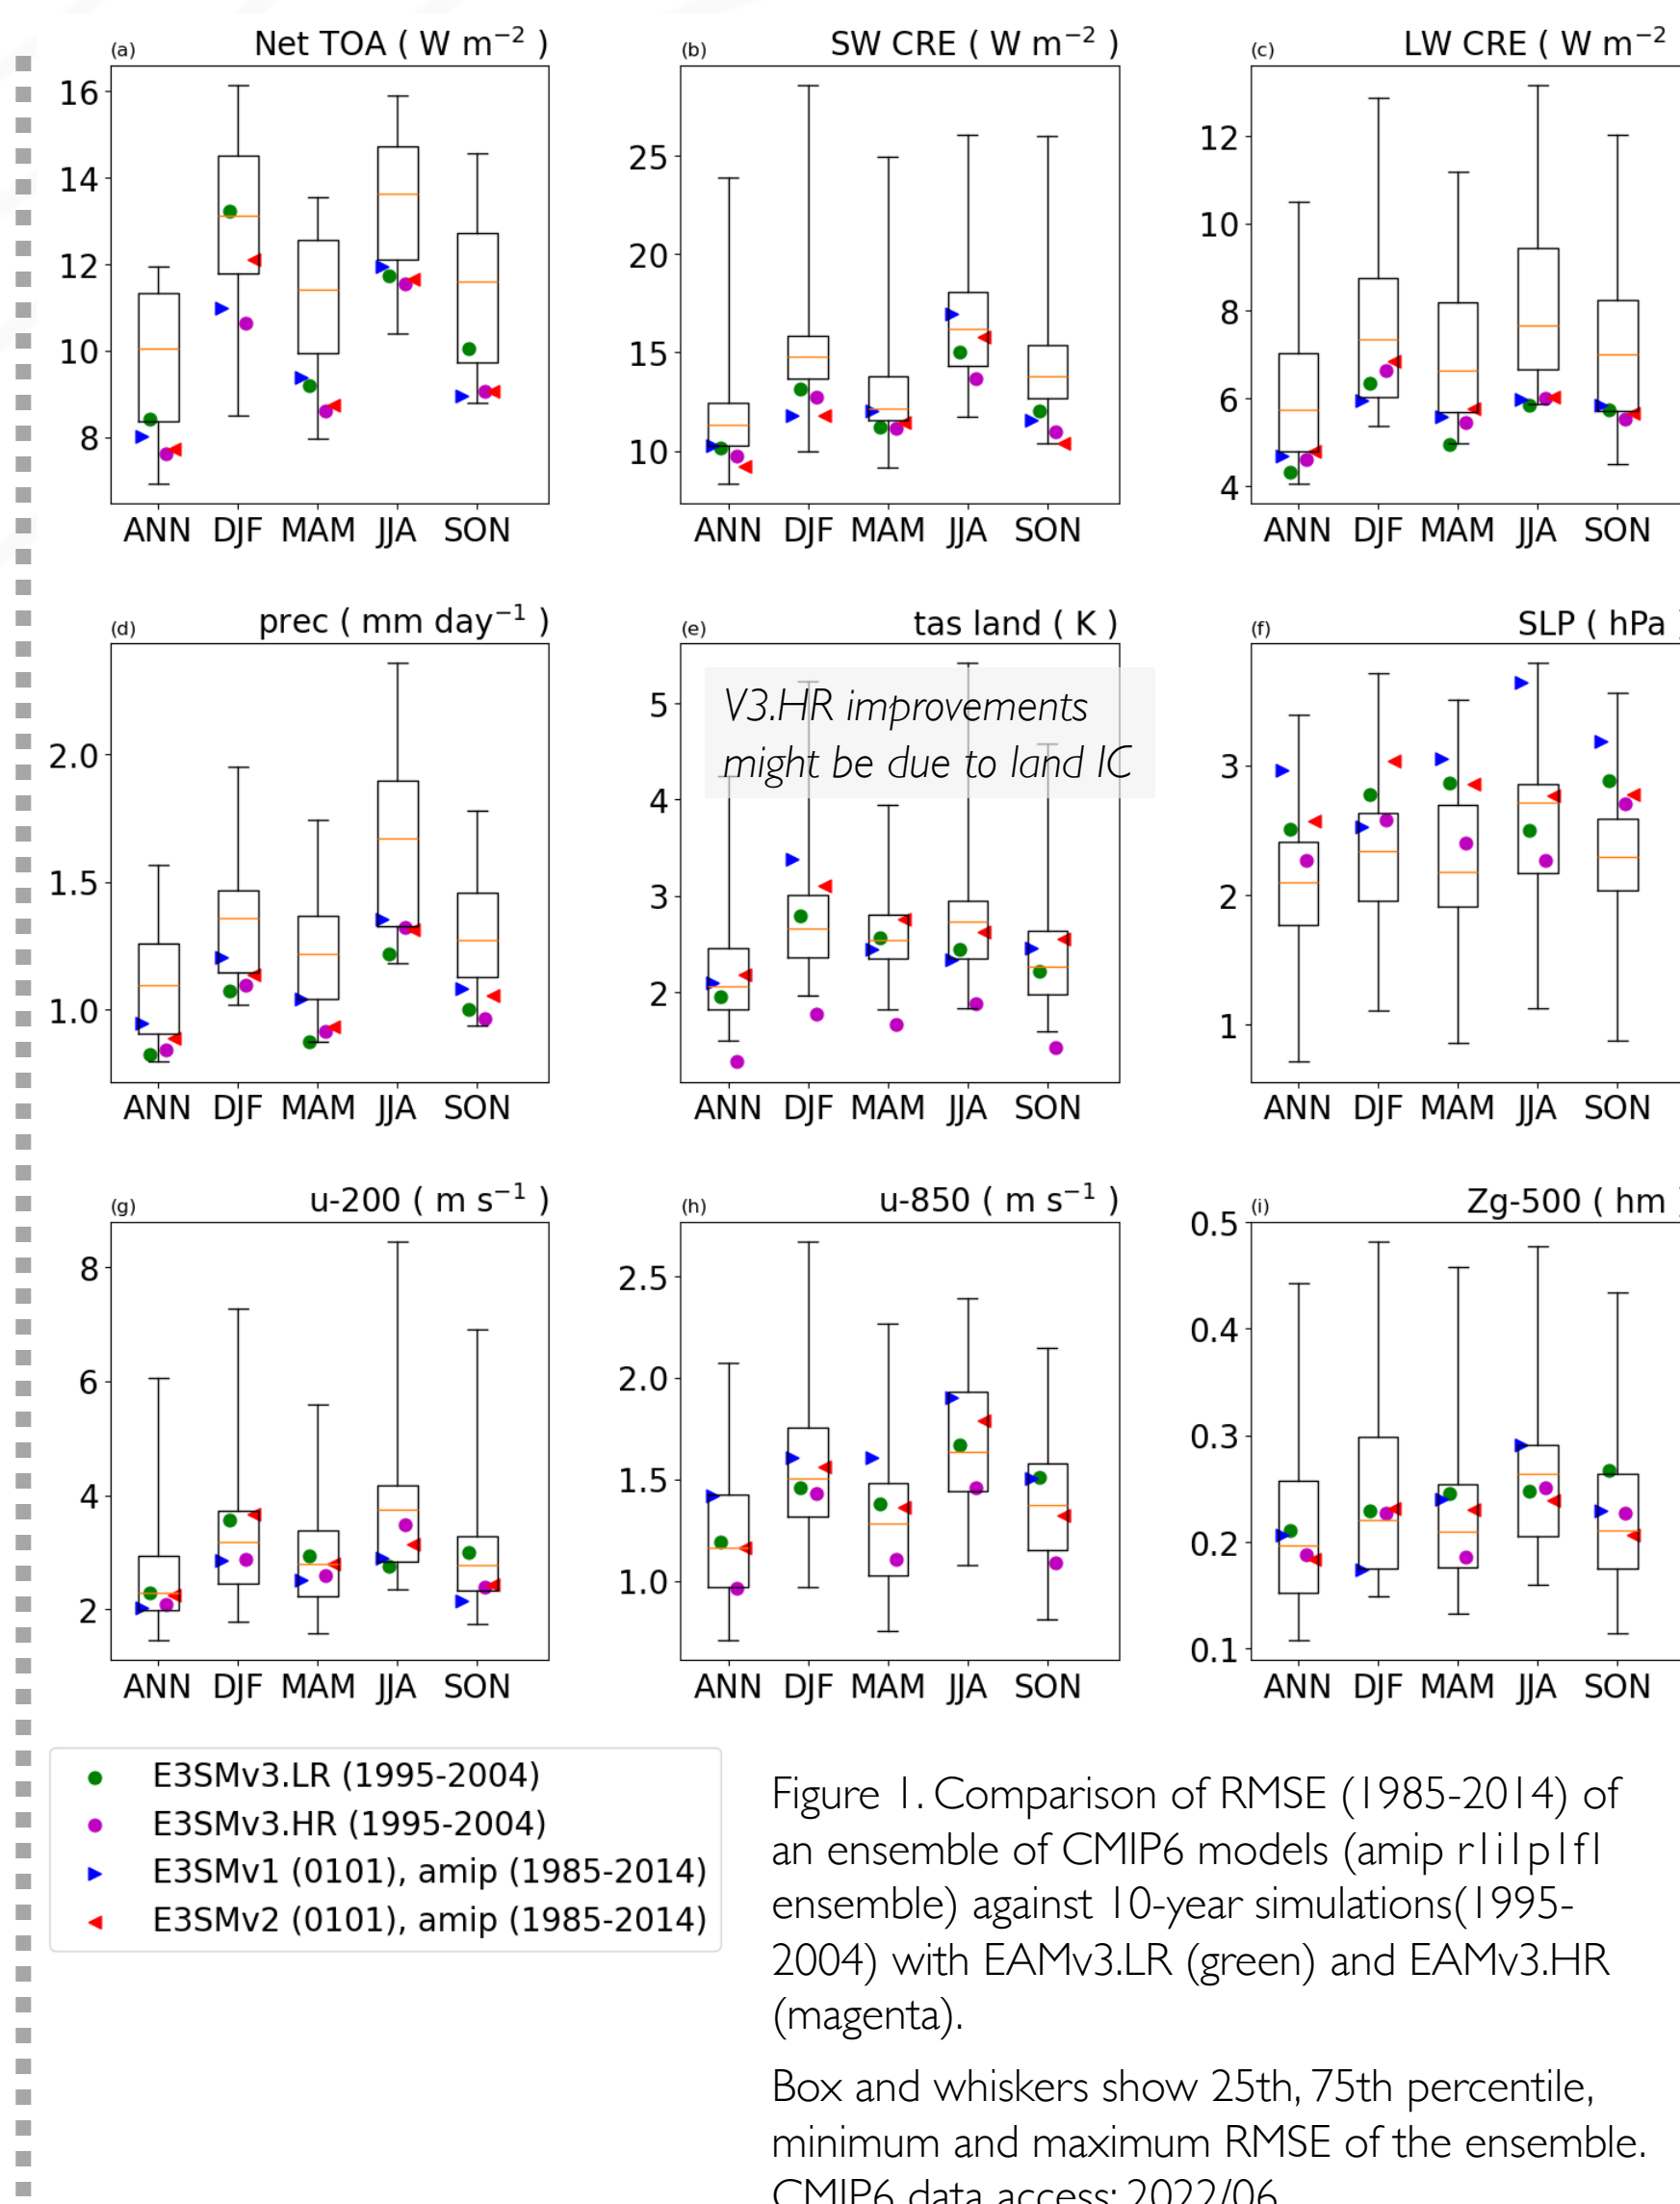 (a) Net TOA ( W m⁻² )
(b) SW CRE ( W m⁻² )
(c) LW CRE ( W m⁻²
16
14
12
10
8
ANN DJF MAM JJA SON
25
20
15
10
ANN DJF MAM JJA SON
12
10
8
6
4
ANN DJF MAM JJA SON
(d) prec ( mm day⁻¹ )
(e) tas land ( K )
(f) SLP ( hPa )
2.0
1.5
1.0
ANN DJF MAM JJA SON
V3.HR improvements
might be due to land IC
5
4
3
2
ANN DJF MAM JJA SON
3
2
1
ANN DJF MAM JJA SON
(g) u-200 ( m s⁻¹ )
(h) u-850 ( m s⁻¹ )
(i) Zg-500 ( hm )
8
6
4
2
ANN DJF MAM JJA SON
2.5
2.0
1.5
1.0
ANN DJF MAM JJA SON
0.5
0.4
0.3
0.2
0.1
ANN DJF MAM JJA SON
E3SMv3.LR (1995-2004)
E3SMv3.HR (1995-2004)
E3SMv1 (0101), amip (1985-2014)
E3SMv2 (0101), amip (1985-2014)
Figure 1. Comparison of RMSE (1985-2014) of
an ensemble of CMIP6 models (amip r1i1p1f1
ensemble) against 10-year simulations(1995-
2004) with EAMv3.LR (green) and EAMv3.HR
(magenta).
Box and whiskers show 25th, 75th percentile,
minimum and maximum RMSE of the ensemble.
CMIP6 data access: 2022/06